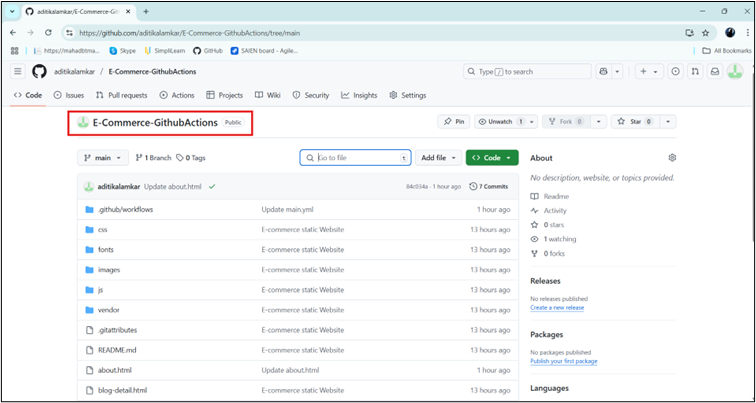 aditikalamkar/E-Commerce-Githu
https://github.com/aditikalamkar/E-Commerce-GithubActions/tree/main
https://mahadbtma... Skype SimpliLearn GitHub SAIEN board - Agile... All Bookmarks
aditikalamkar / E-Commerce-GithubActions Type / to search
Code Issues Pull requests Actions Projects Wiki Security Insights Settings
E-Commerce-GithubActions Public Pin Unwatch 1 Fork 0 Star 0
main 1 Branch 0 Tags Go to file t Add file Code About
aditikalamkar Update about.html 84c034a · 1 hour ago 7 Commits No description, website, or topics provided.
.github/workflows Update main.yml 1 hour ago Readme
css E-commerce static Website 13 hours ago Activity
0 stars
fonts E-commerce static Website 13 hours ago 1 watching
0 forks
images E-commerce static Website 13 hours ago
js E-commerce static Website 13 hours ago Releases
No releases published
vendor E-commerce static Website 13 hours ago Create a new release
.gitattributes E-commerce static Website 13 hours ago
README.md E-commerce static Website 13 hours ago Packages
No packages published
about.html Update about.html 1 hour ago Publish your first package
blog-detail.html E-commerce static Website 13 hours ago Languages